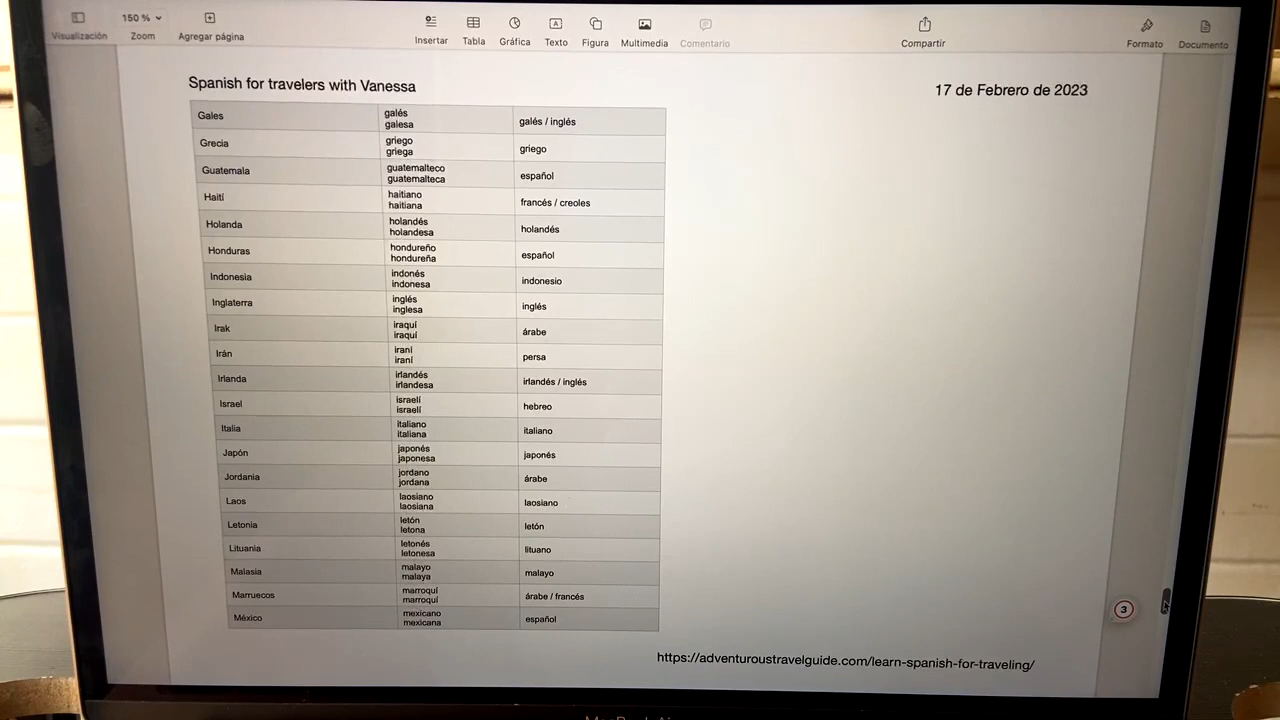 Visualización
150 %
Zoom
Agregar página
Insertar
Tabla
Gráfica
Texto
Figura
Multimedia
Comentario
Compartir
Formato
Documento
Spanish for travelers with Vanessa
17 de Febrero de 2023
Gales
galés
galesa
galés / inglés
Grecia
griego
griega
griego
Guatemala
guatemalteco
guatemalteca
español
Haití
haitiano
haitiana
francés / creoles
Holanda
holandés
holandesa
holandés
Honduras
hondureño
hondureña
español
Indonesia
indonés
indonesa
indonesio
Inglaterra
inglés
inglesa
inglés
Irak
iraquí
iraquí
árabe
Irán
iraní
iraní
persa
Irlanda
irlandés
irlandesa
irlandés / inglés
Israel
israelí
israelí
hebreo
Italia
italiano
italiana
italiano
Japón
japonés
japonesa
japonés
Jordania
jordano
jordana
árabe
Laos
laosiano
laosiana
laosiano
Letonia
letón
letona
letón
Lituania
letonés
letonesa
lituano
Malasia
malayo
malaya
malayo
Marruecos
marroquí
marroquí
árabe / francés
México
mexicano
mexicana
español
3
https://adventuroustravelguide.com/learn-spanish-for-traveling/